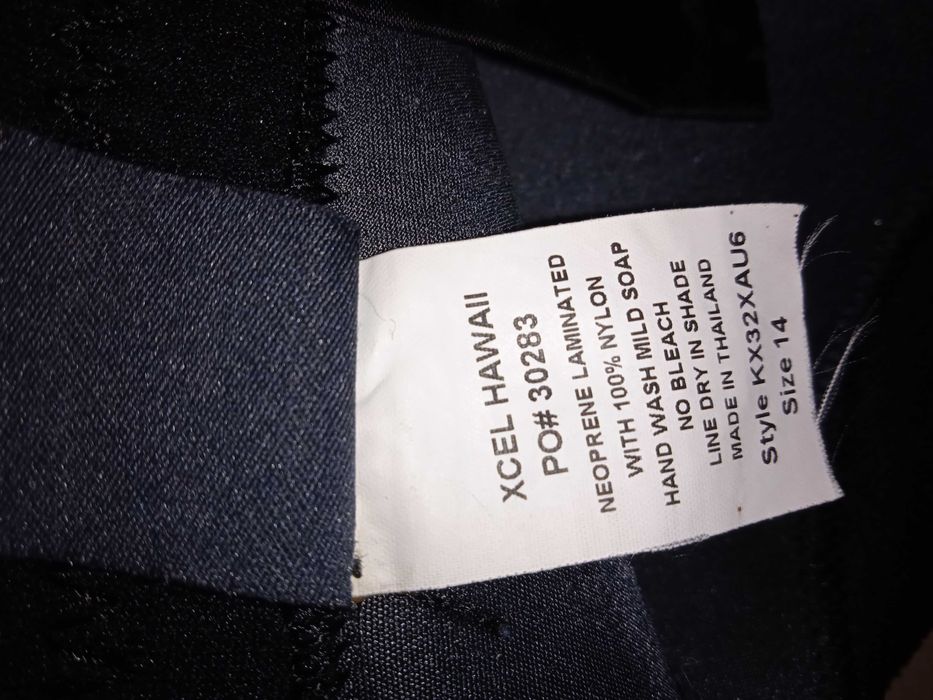 XCEL HAWAII
PO# 30283
NEOPRENE LAMINATED
WITH 100% NYLON
HAND WASH MILD SOAP
NO BLEACH
LINE DRY IN SHADE
MADE IN THAILAND
Style KX32XAU6
Size 14